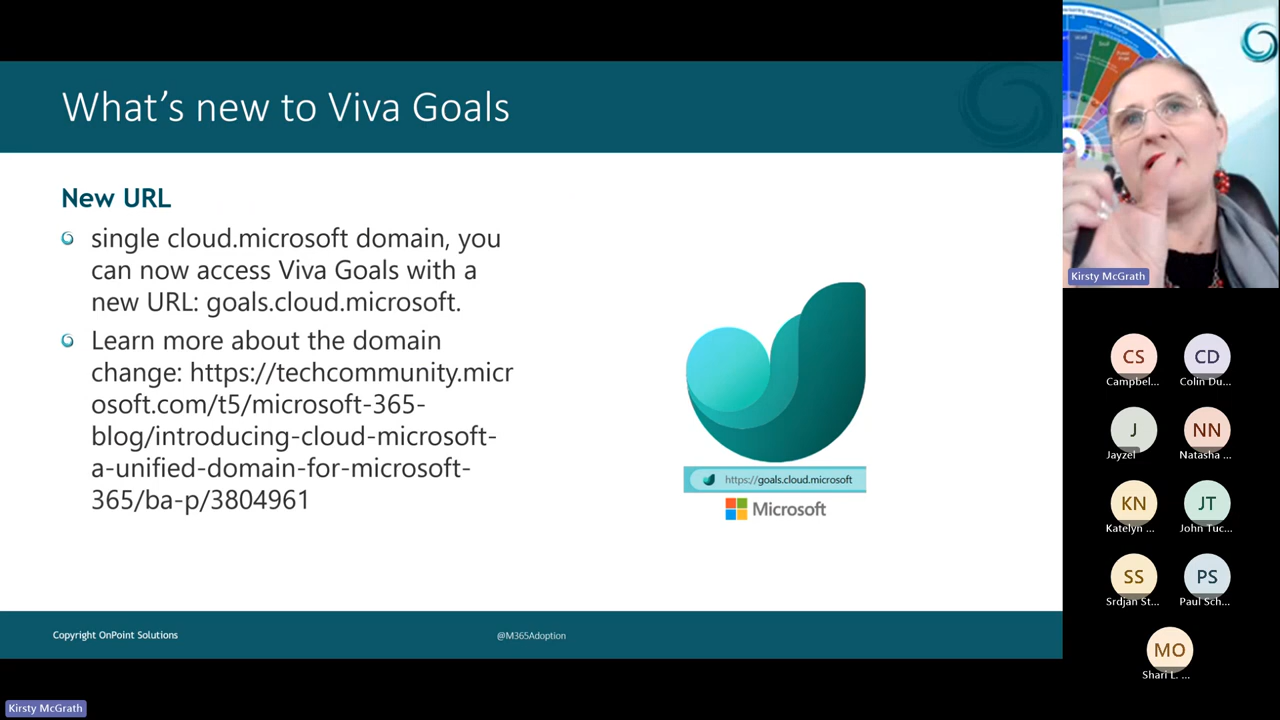 What's new to Viva Goals
New URL
single cloud.microsoft domain, you
can now access Viva Goals with a
new URL: goals.cloud.microsoft.
Learn more about the domain
change: https://techcommunity.micr
osoft.com/t5/microsoft-365-
blog/introducing-cloud-microsoft-
a-unified-domain-for-microsoft-
365/ba-p/3804961
https://goals.cloud.microsoft
Microsoft
Copyright OnPoint Solutions
@M365Adoption
Kirsty McGrath
Kirsty McGrath
CS
CD
Campbel...
Colin Du...
J
NN
Jayzel
Natasha ...
KN
JT
Katelyn ...
John Tuc...
SS
PS
Srdjan St...
Paul Sch...
MO
Shari L. ...